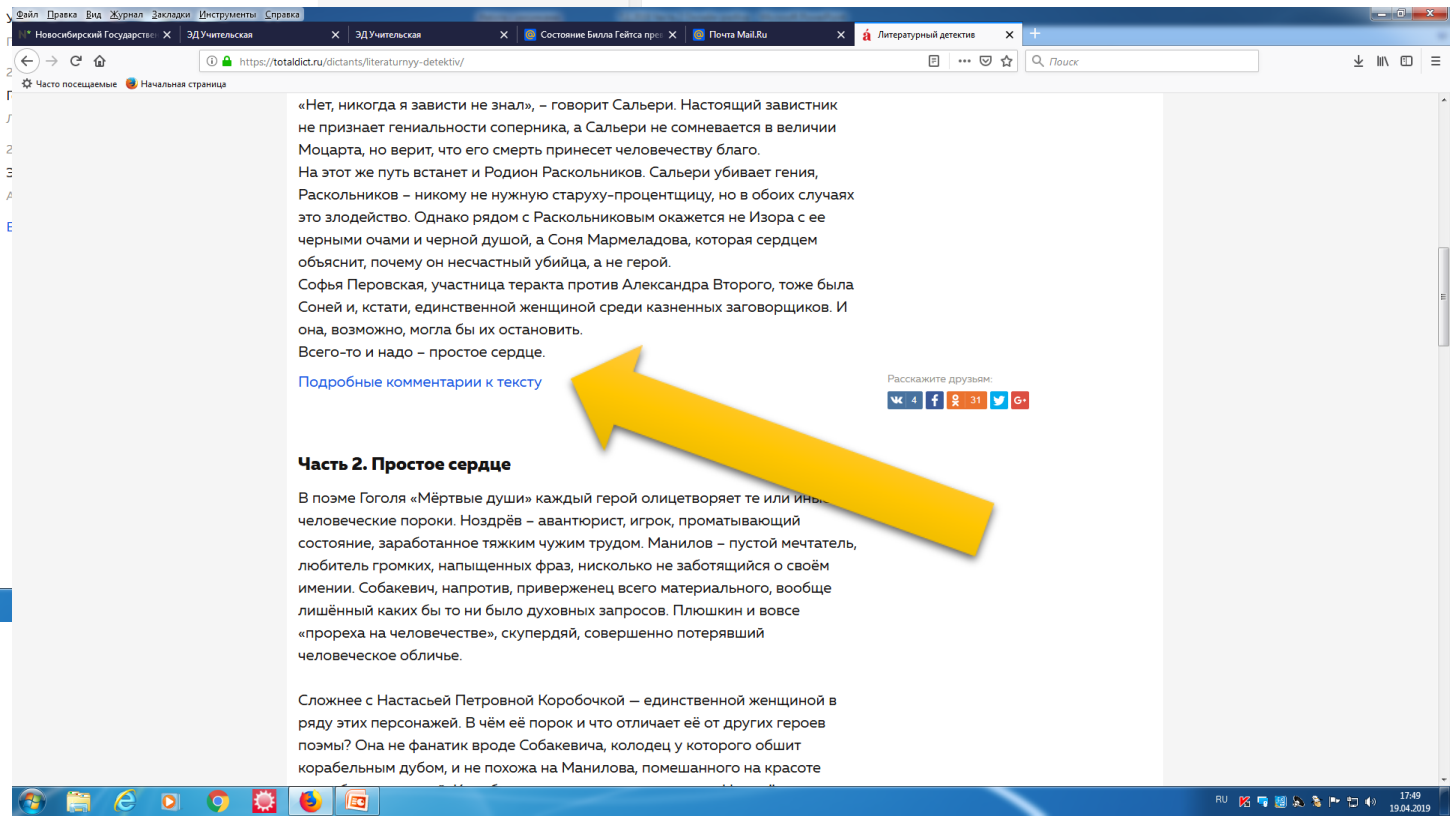 Файл Правка Вид Журнал Закладки Инструменты Справка
Новосибирский Государствен ЭД Учительская ЭД Учительская Состояние Билла Гейтса прев Почта Mail.Ru Литературный детектив
https://totaldict.ru/dictants/literaturnyy-detektiv/ Поиск
Часто посещаемые Начальная страница
«Нет, никогда я зависти не знал», – говорит Сальери. Настоящий завистник
не признает гениальности соперника, а Сальери не сомневается в величии
Моцарта, но верит, что его смерть принесет человечеству благо.
На этот же путь встанет и Родион Раскольников. Сальери убивает гения,
Раскольников – никому не нужную старуху-процентщицу, но в обоих случаях
это злодейство. Однако рядом с Раскольниковым окажется не Изора с ее
черными очами и черной душой, а Соня Мармеладова, которая сердцем
объяснит, почему он несчастный убийца, а не герой.
Софья Перовская, участница теракта против Александра Второго, тоже была
Соней и, кстати, единственной женщиной среди казненных заговорщиков. И
она, возможно, могла бы их остановить.
Всего-то и надо – простое сердце.
Подробные комментарии к тексту
Расскажите друзьям:
4 31 G+
Часть 2. Простое сердце
В поэме Гоголя «Мёртвые души» каждый герой олицетворяет те или
человеческие пороки. Ноздрёв – авантюрист, игрок, проматывающий
состояние, заработанное тяжким чужим трудом. Манилов – пустой мечтатель,
любитель громких, напыщенных фраз, нисколько не заботящийся о своём
имении. Собакевич, напротив, приверженец всего материального, вообще
лишённый каких бы то ни было духовных запросов. Плюшкин и вовсе
«прореха на человечестве», скупердяй, совершенно потерявший
человеческое обличье.
Сложнее с Настасьей Петровной Коробочкой — единственной женщиной в
ряду этих персонажей. В чём её порок и что отличает её от других героев
поэмы? Она не фанатик вроде Собакевича, колодец у которого обшит
корабельным дубом, и не похожа на Манилова, помешанного на красоте
RU 17:49
19.04.2019